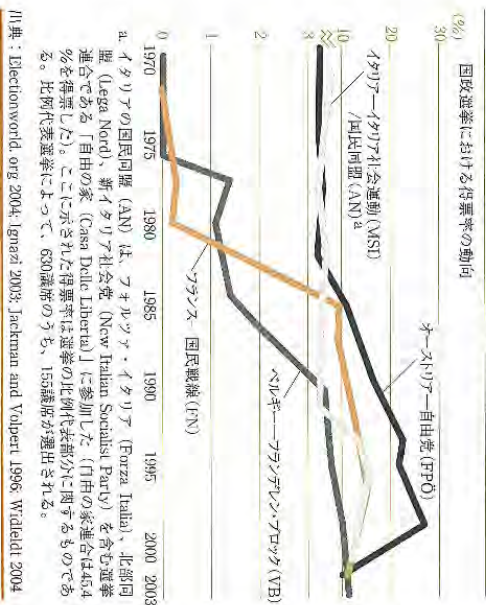 国政選挙における得票率の動向
(%)
30
20
10
3
2
1
0
イタリアーイタリア社会運動(MSI)
/国民同盟(AN)a
オーストリアー自由党(FPÖ)
フランスー国民戦線(FN)
ベルギーーフランデレン・ブロック(VB)
1970 1975 1980 1985 1990 1995 2000 2003
a. イタリアの国民同盟 (AN) は、フォルツァ・イタリア (Forza Italia)、北部同
盟 (Lega Nord)、新イタリア社会党 (New Italian Socialist Party) を含む選挙
連合である「自由の家 (Casa Delle Liberta)」に参加した (自由の家連合は45.4
%を得票した)。ここに示された得票率は選挙の比例代表部分に関するものであ
る。比例代表選挙によって、630議席のうち、155議席が選出される。
出典:Electionworld. org 2004; Ignazi 2003; Jackman and Volpert 1996; Widfeldt 2004